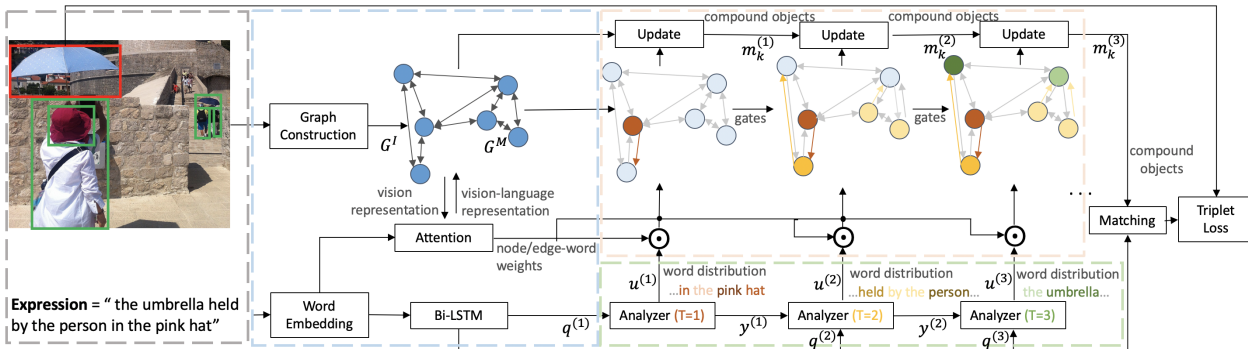 compound objects
compound objects
Update
m_k^(1)
Update
m_k^(2)
Update
m_k^(3)
Graph
Construction
G^I
G^M
gates
gates
compound
objects
vision
representation
vision-language
representation
...
Attention
node/edge-word
weights
Matching
Triplet
Loss
Expression = “ the umbrella held
by the person in the pink hat”
Word
Embedding
Bi-LSTM
q^(1)
u^(1)
word distribution
...in the pink hat
u^(2)
word distribution
...held by the person...
u^(3)
word distribution
the umbrella...
Analyzer (T=1)
y^(1)
Analyzer (T=2)
y^(2)
Analyzer (T=3)
q^(2)
q^(3)